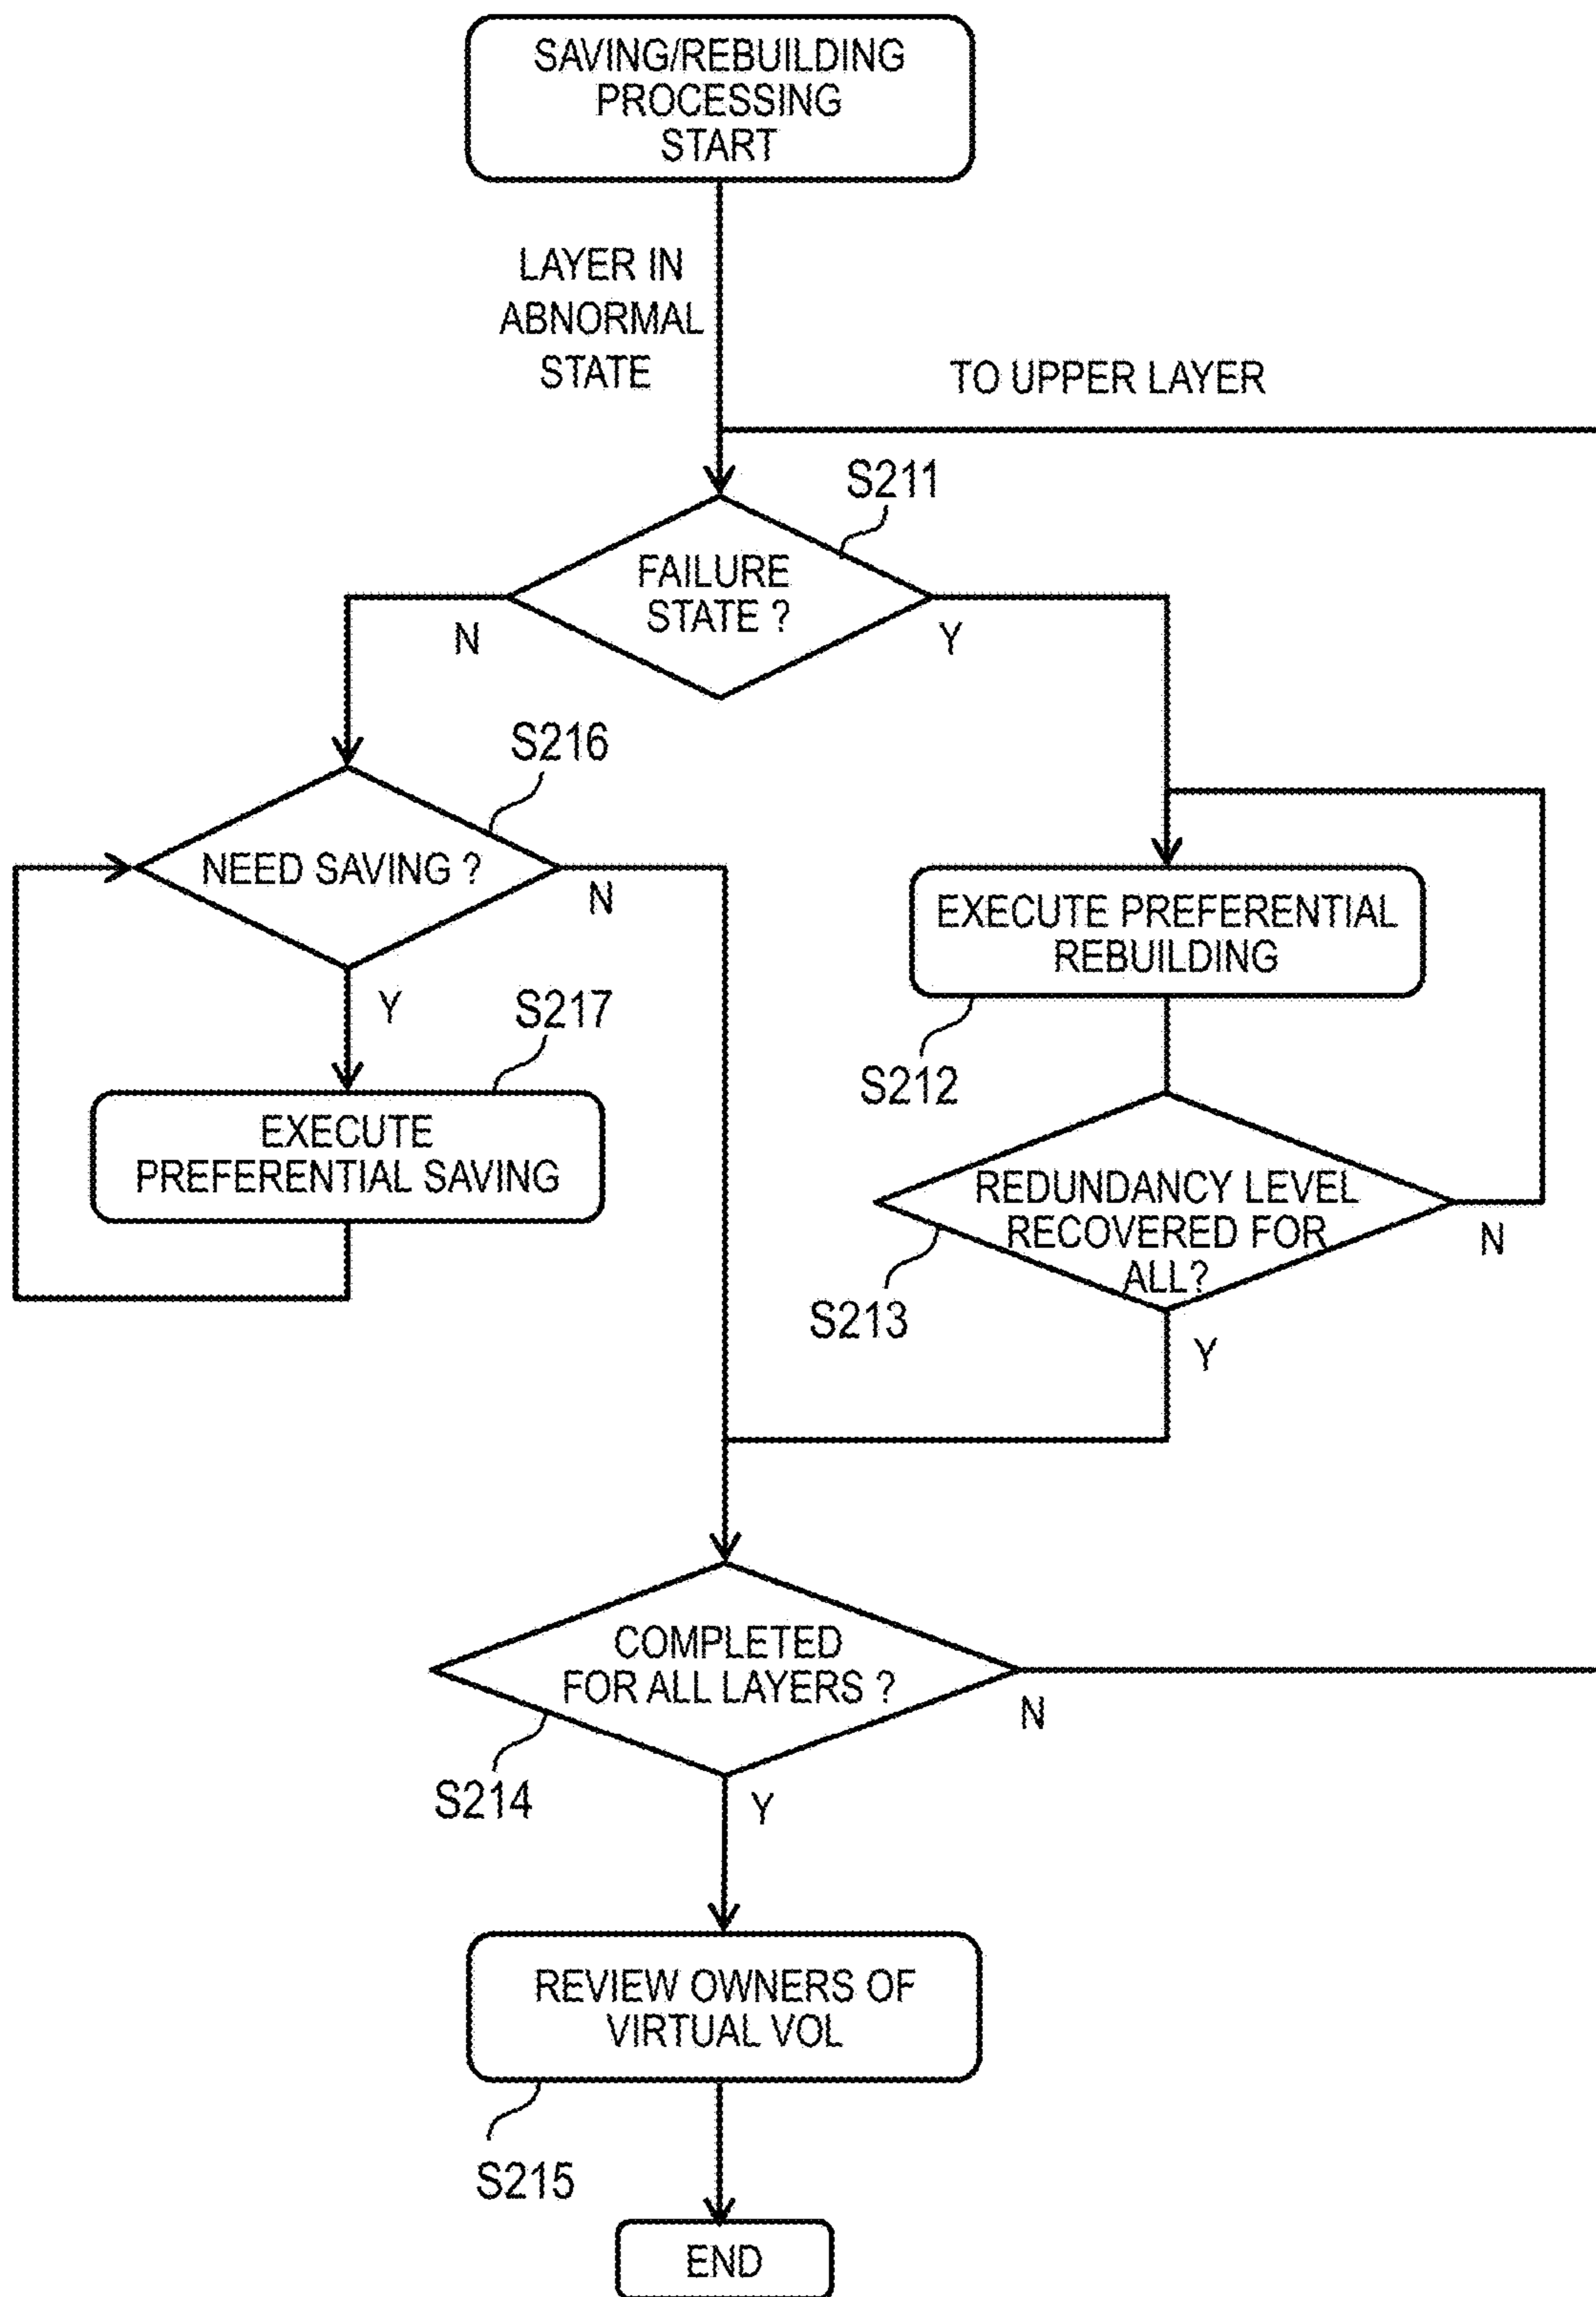 SAVING/REBUILDING
PROCESSING
START
LAYER IN
ABNORMAL
STATE
TO UPPER LAYER
S211
FAILURE
STATE ?
N
Y
S216
NEED SAVING ?
N
Y
EXECUTE PREFERENTIAL
REBUILDING
S212
S217
EXECUTE
PREFERENTIAL SAVING
REDUNDANCY LEVEL
RECOVERED FOR
ALL?
N
S213
Y
COMPLETED
FOR ALL LAYERS ?
N
S214
Y
REVIEW OWNERS OF
VIRTUAL VOL
S215
END